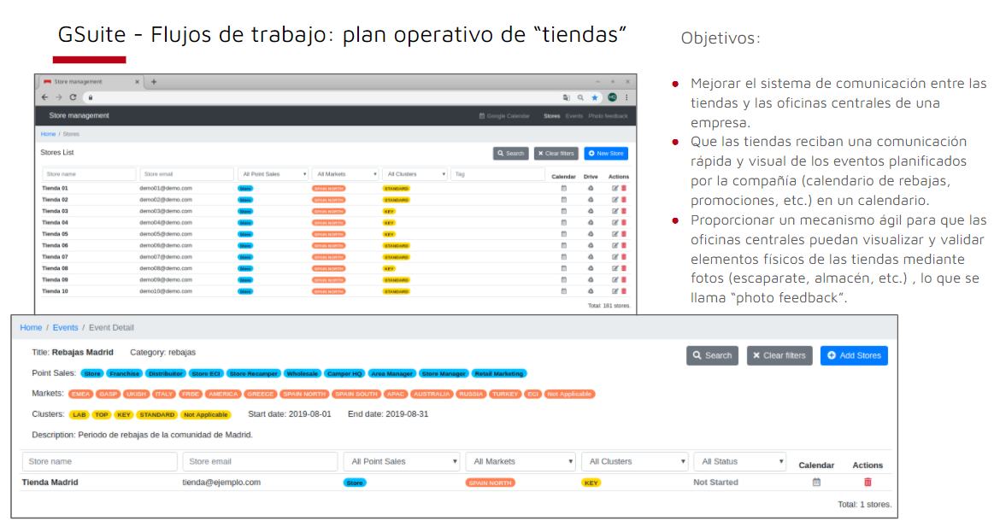 GSuite - Flujos de trabajo: plan operativo de “tiendas”
Store management
Store management
Google Calendar Stores Events Photo feedback
Home / Stores
Stores List
Search Clear filters New Store
Store name Store email All Point Sales All Markets All Clusters Tag Calendar Drive Actions
Tienda 01 demo01@demo.com Store SPAIN NORTH STANDARD
Tienda 02 demo02@demo.com Store SPAIN NORTH STANDARD
Tienda 03 demo03@demo.com Store SPAIN NORTH KEY
Tienda 04 demo04@demo.com Store SPAIN NORTH KEY
Tienda 05 demo05@demo.com Store SPAIN NORTH KEY
Tienda 06 demo06@demo.com Store SPAIN NORTH STANDARD
Tienda 07 demo07@demo.com Store SPAIN NORTH STANDARD
Tienda 08 demo08@demo.com Store SPAIN NORTH KEY
Tienda 09 demo09@demo.com Store SPAIN NORTH STANDARD
Tienda 10 demo10@demo.com Store SPAIN NORTH STANDARD
Total: 181 stores.
Objetivos:
Mejorar el sistema de comunicación entre las
tiendas y las oficinas centrales de una
empresa.
Que las tiendas reciban una comunicación
rápida y visual de los eventos planificados
por la compañía (calendario de rebajas,
promociones, etc.) en un calendario.
Proporcionar un mecanismo ágil para que las
oficinas centrales puedan visualizar y validar
elementos físicos de las tiendas mediante
fotos (escaparate, almacén, etc.) , lo que se
llama “photo feedback”.
Home / Events / Event Detail
Title: Rebajas Madrid Category: rebajas
Search Clear filters Add Stores
Point Sales: Store Franchise Distribuitor Store ECI Store Recamper Wholesale Camper HQ Area Manager Store Manager Retail Marketing
Markets: EMEA GASP UKISH ITALY FRBE AMERICA GREECE SPAIN NORTH SPAIN SOUTH APAC AUSTRALIA RUSSIA TURKEY ECI Not Applicable
Clusters: LAB TOP KEY STANDARD Not Applicable Start date: 2019-08-01 End date: 2019-08-31
Description: Periodo de rebajas de la comunidad de Madrid.
Store name Store email All Point Sales All Markets All Clusters All Status Calendar Actions
Tienda Madrid tienda@ejemplo.com Store SPAIN NORTH KEY Not Started
Total: 1 stores.